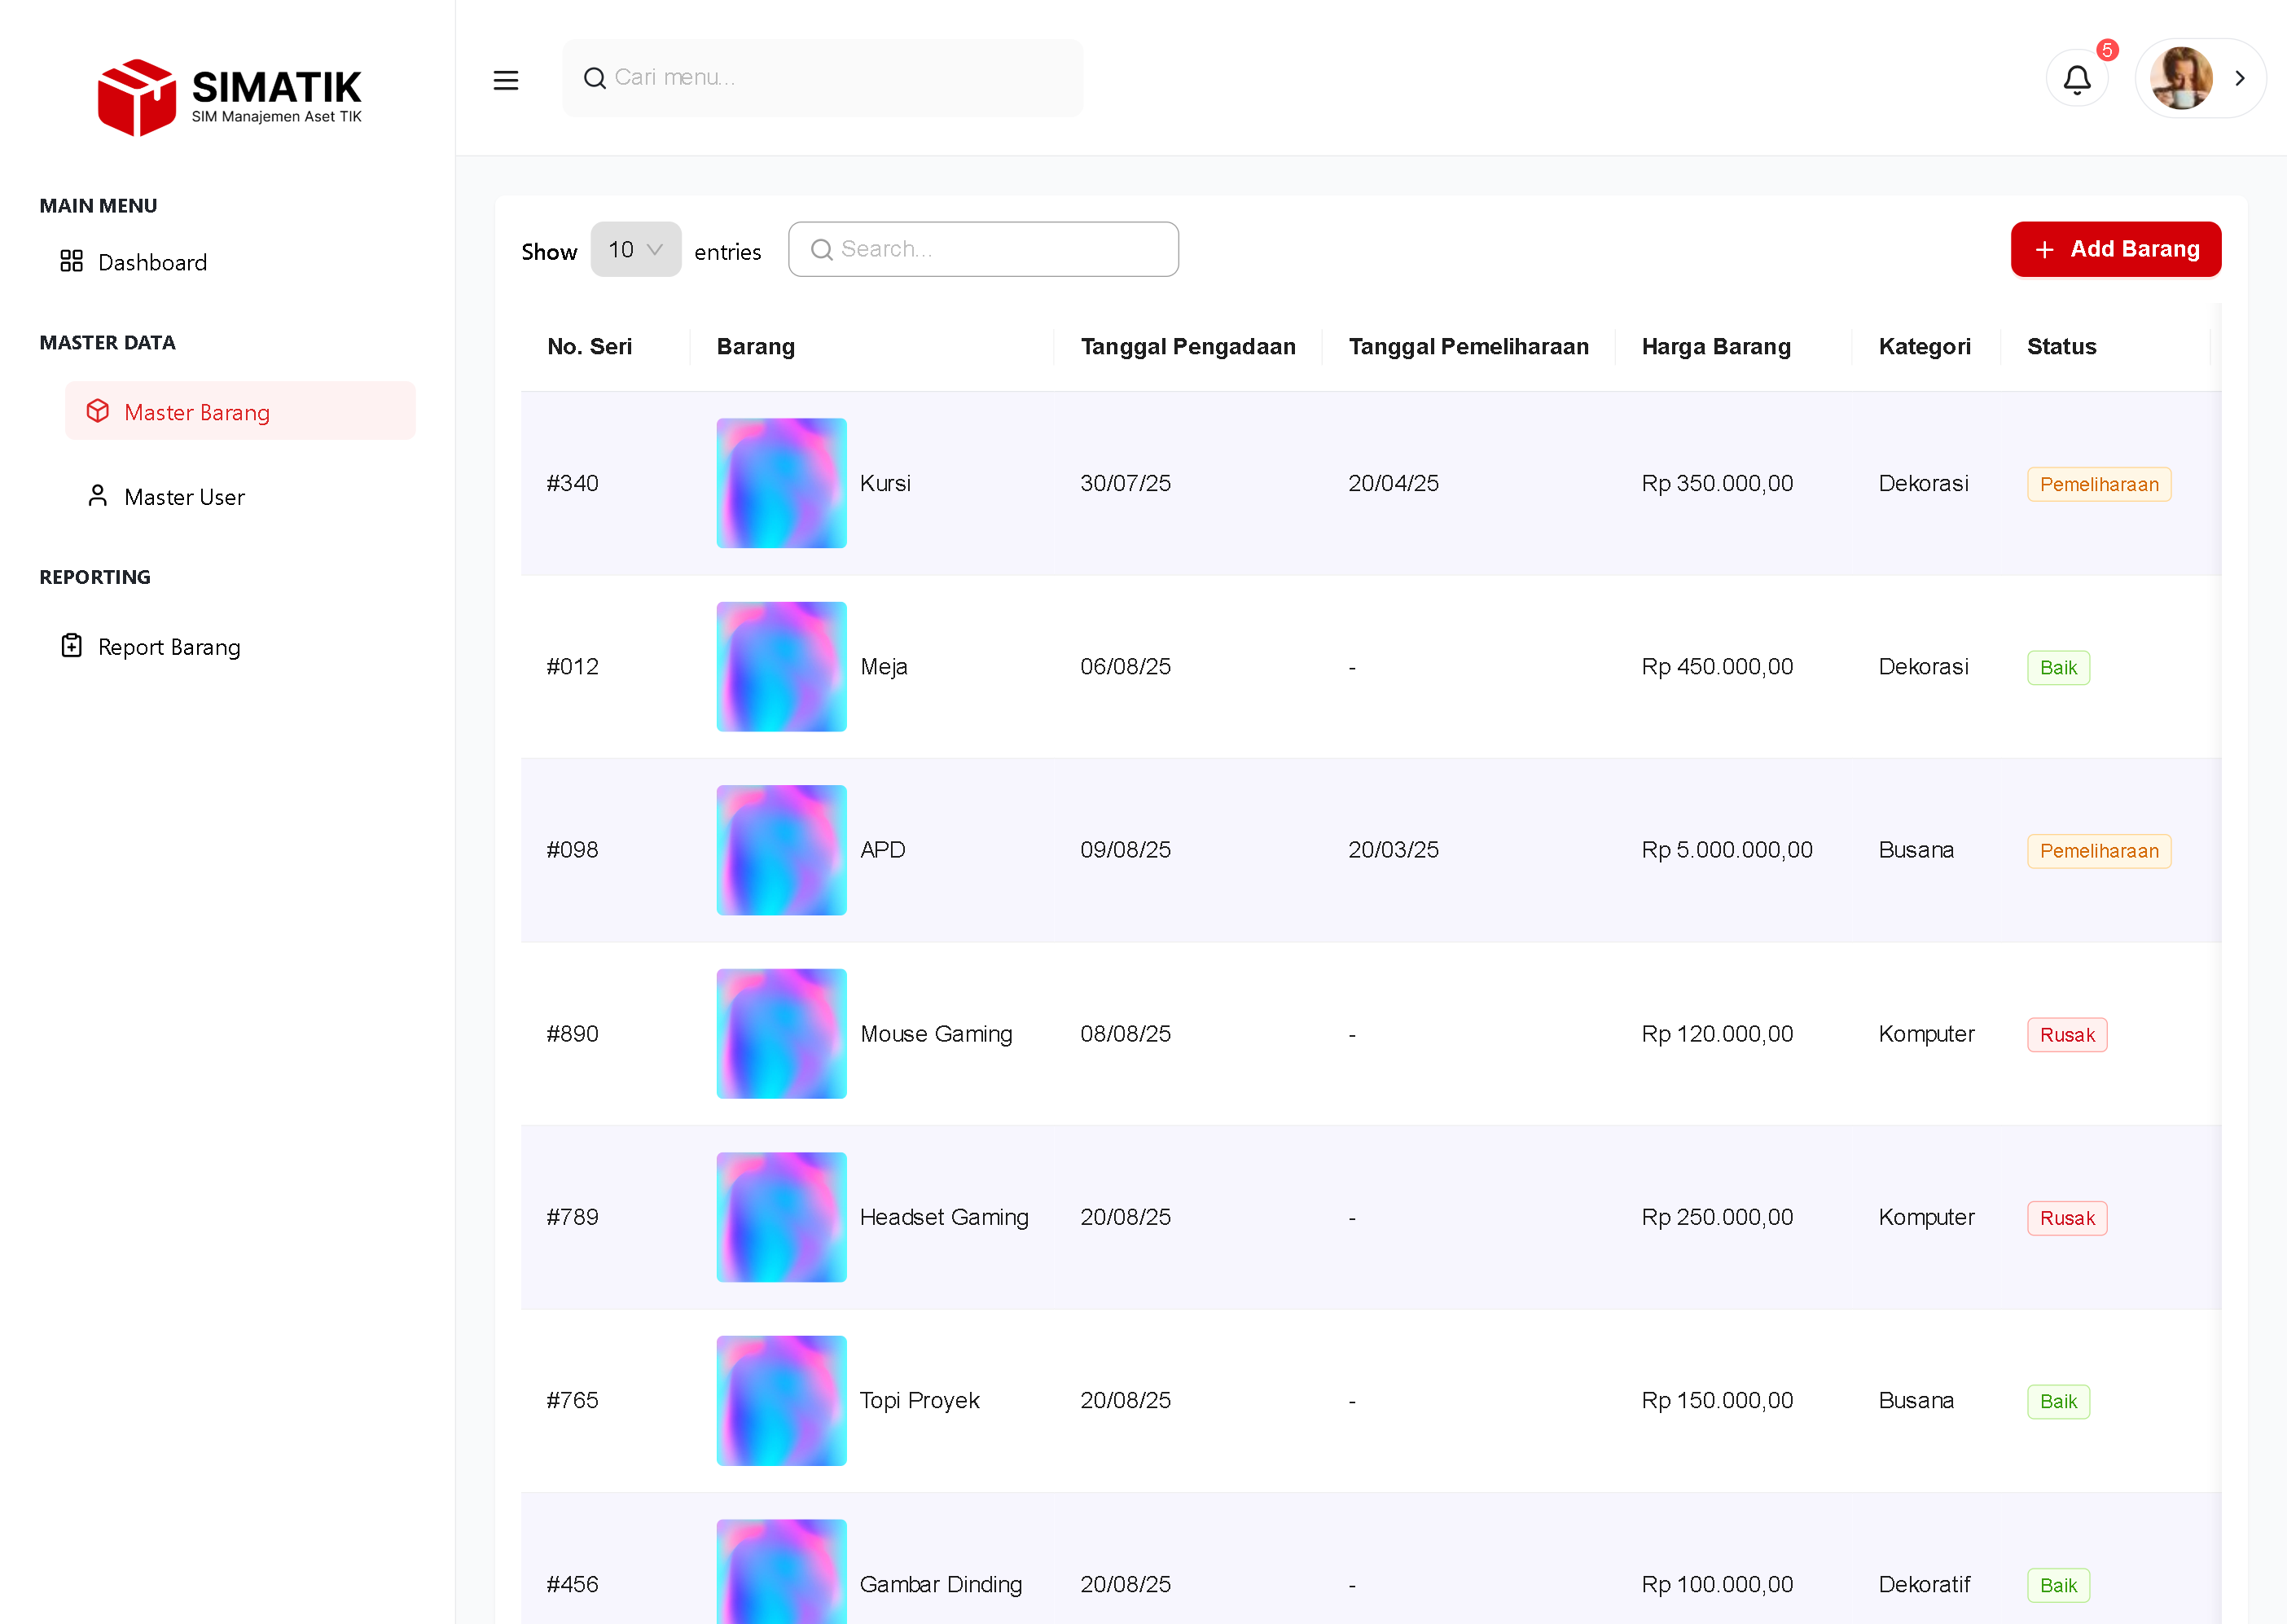 SIMATIK
SIM Manajemen Aset TIK
Cari menu...
5
MAIN MENU
Dashboard
MASTER DATA
Master Barang
Master User
REPORTING
Report Barang
Show 10 entries Search... + Add Barang
No. Seri Barang Tanggal Pengadaan Tanggal Pemeliharaan Harga Barang Kategori Status
#340 Kursi 30/07/25 20/04/25 Rp 350.000,00 Dekorasi Pemeliharaan
#012 Meja 06/08/25 - Rp 450.000,00 Dekorasi Baik
#098 APD 09/08/25 20/03/25 Rp 5.000.000,00 Busana Pemeliharaan
#890 Mouse Gaming 08/08/25 - Rp 120.000,00 Komputer Rusak
#789 Headset Gaming 20/08/25 - Rp 250.000,00 Komputer Rusak
#765 Topi Proyek 20/08/25 - Rp 150.000,00 Busana Baik
#456 Gambar Dinding 20/08/25 - Rp 100.000,00 Dekoratif Baik